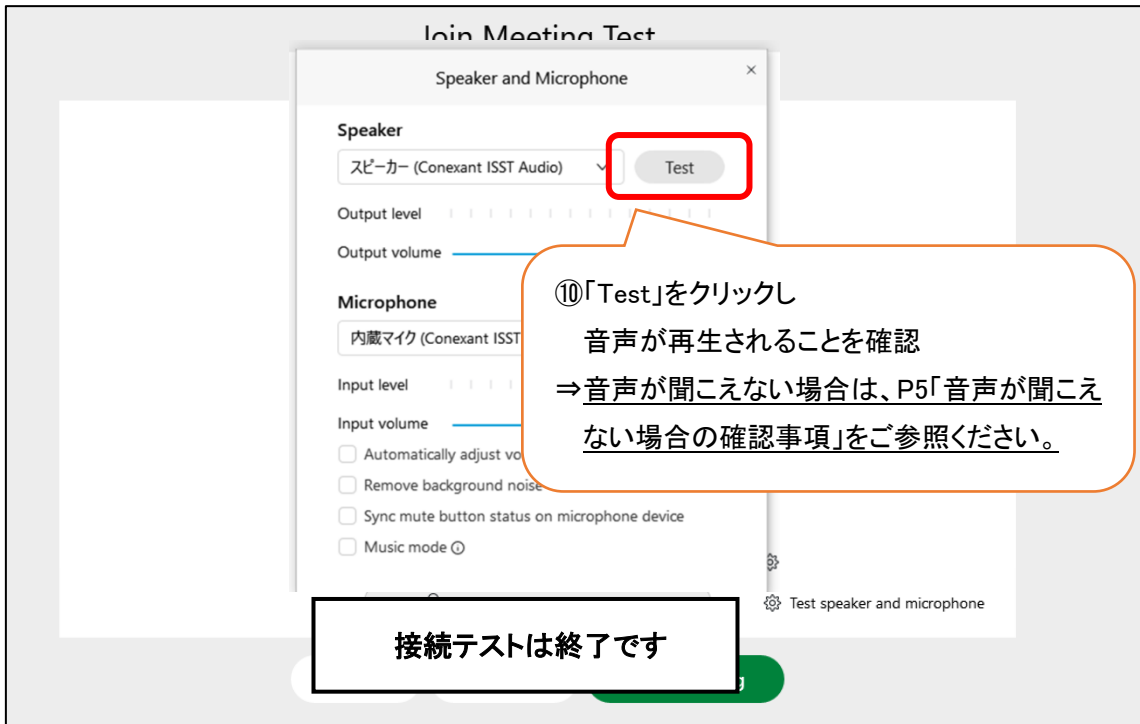 Join Meeting Test
Speaker and Microphone
Speaker
スピーカー (Conexant ISST Audio)
Test
Output level
Output volume
⑩「Test」をクリックし
音声が再生されることを確認
⇒音声が聞こえない場合は、P5「音声が聞こえ
ない場合の確認事項」をご参照ください。
Microphone
内蔵マイク (Conexant ISST
Input level
Input volume
Automatically adjust
Remove background noise
Sync mute button status on microphone device
Music mode
Test speaker and microphone
接続テストは終了です